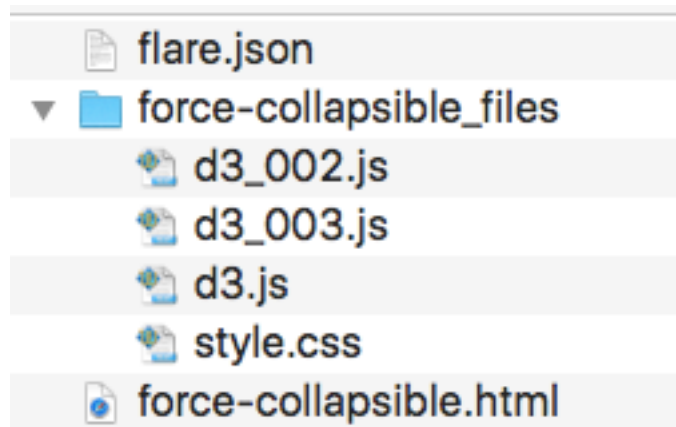 flare.json
force-collapsible_files
d3_002.js
d3_003.js
d3.js
style.css
force-collapsible.html